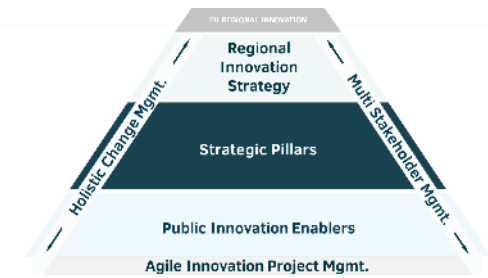 EU REGIONAL INNOVATION
Regional
Innovation
Strategy
Holistic Change Mgmt.
Multi Stakeholder Mgmt.
Strategic Pillars
Public Innovation Enablers
Agile Innovation Project Mgmt.